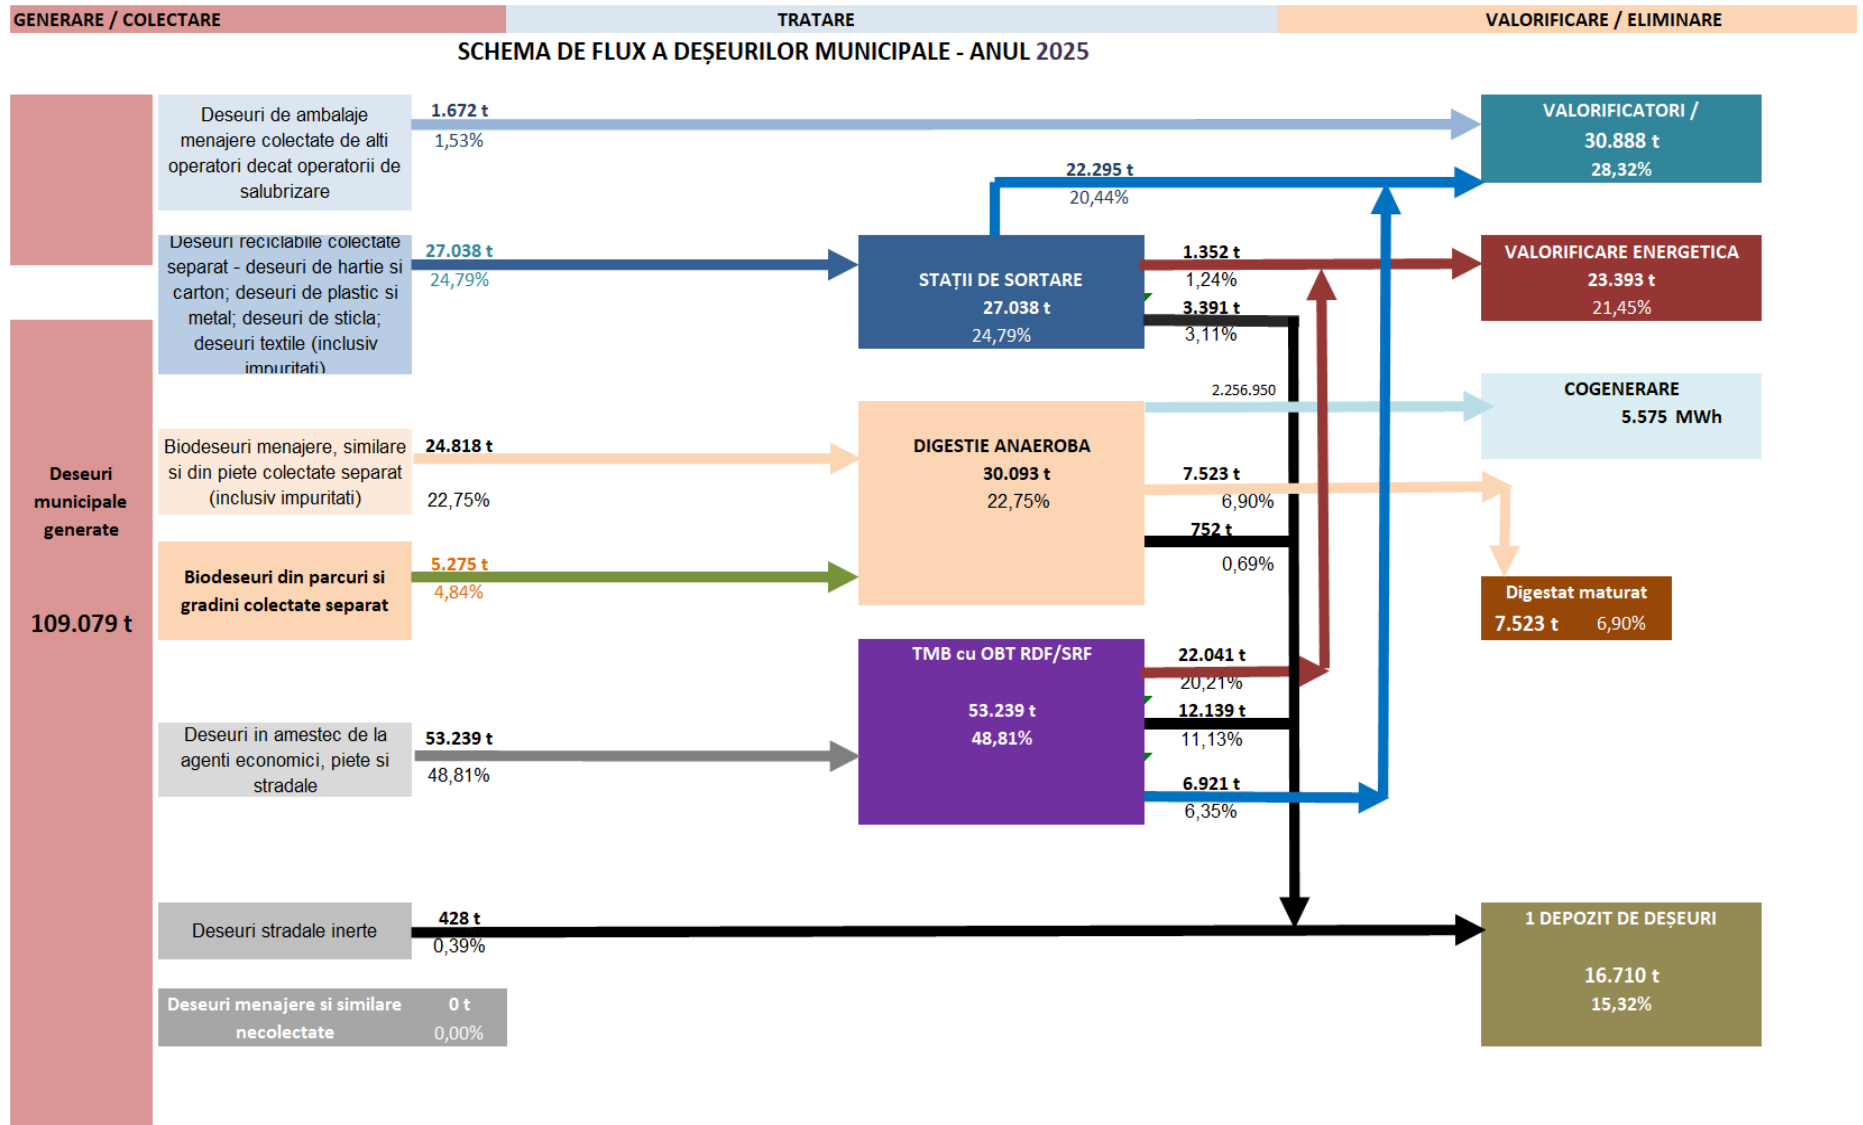 GENERARE / COLECTARE
TRATARE
VALORIFICARE / ELIMINARE
SCHEMA DE FLUX A DEȘEURILOR MUNICIPALE - ANUL 2025
Deseuri
municipale
generate
109.079 t
Deseuri de ambalaje
menajere colectate de alti
operatori decat operatorii de
salubrizare
1.672 t
1,53%
Deseuri reciclabile colectate
separat - deseuri de hartie si
carton; deseuri de plastic si
metal; deseuri de sticla;
deseuri textile (inclusiv
impuritati)
27.038 t
24,79%
Biodeseuri menajere, similare
si din piete colectate separat
(inclusiv impuritati)
24.818 t
22,75%
Biodeseuri din parcuri si
gradini colectate separat
5.275 t
4,84%
Deseuri in amestec de la
agenti economici, piete si
stradale
53.239 t
48,81%
Deseuri stradale inerte
428 t
0,39%
Deseuri menajere si similare
necolectate
0 t
0,00%
22.295 t
20,44%
STAȚII DE SORTARE
27.038 t
24,79%
1.352 t
1,24%
3.391 t
3,11%
DIGESTIE ANAEROBA
30.093 t
22,75%
2.256.950
7.523 t
6,90%
752 t
0,69%
TMB cu OBT RDF/SRF
53.239 t
48,81%
22.041 t
20,21%
12.139 t
11,13%
6.921 t
6,35%
VALORIFICATORI /
30.888 t
28,32%
VALORIFICARE ENERGETICA
23.393 t
21,45%
COGENERARE
5.575 MWh
Digestat maturat
7.523 t 6,90%
1 DEPOZIT DE DEȘEURI
16.710 t
15,32%